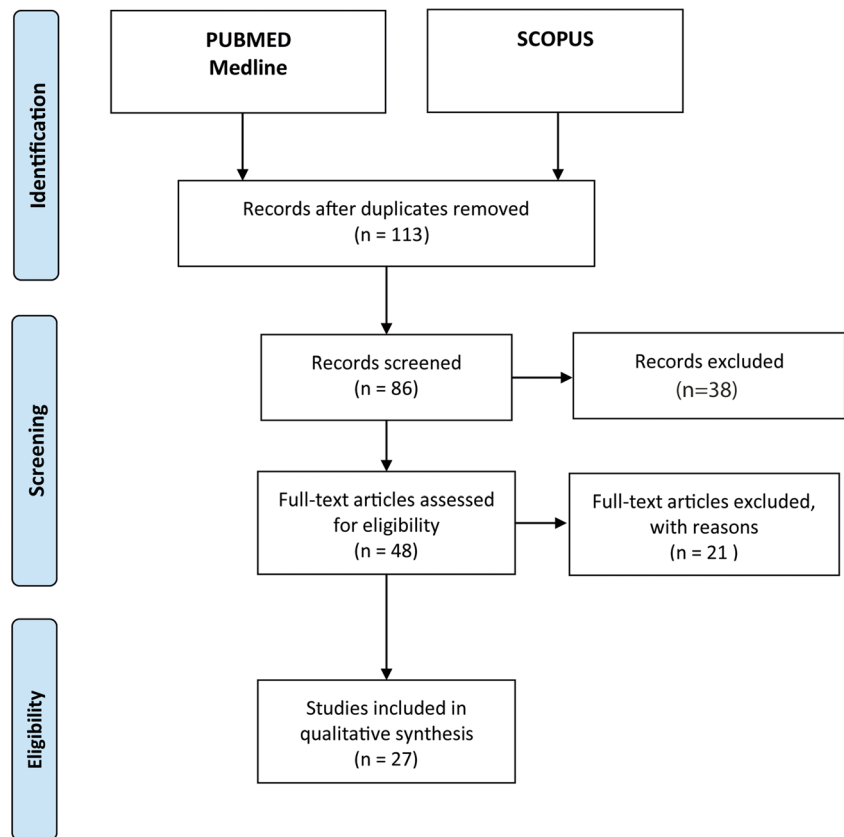 Identification
PUBMED
Medline
SCOPUS
Records after duplicates removed
(n = 113)
Screening
Records screened
(n = 86)
Records excluded
(n=38)
Full-text articles assessed
for eligibility
(n = 48)
Full-text articles excluded,
with reasons
(n = 21 )
Eligibility
Studies included in
qualitative synthesis
(n = 27)